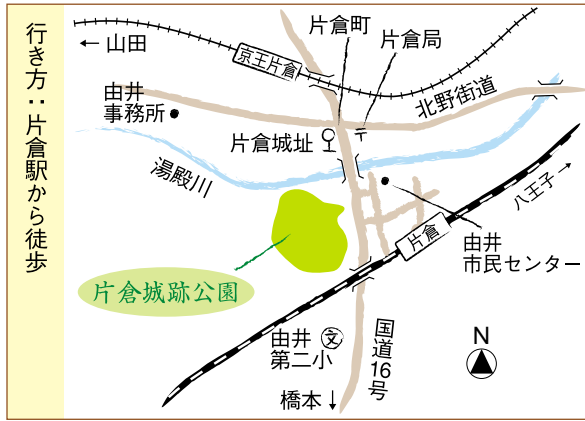 行き方：片倉駅から徒歩
← 山田
京王片倉
片倉町
片倉局
北野街道
由井
事務所
片倉城址
〒
湯殿川
八王子 →
片倉
由井
市民センター
片倉城跡公園
由井
第二小
文
国道16号
橋本 ↓
N